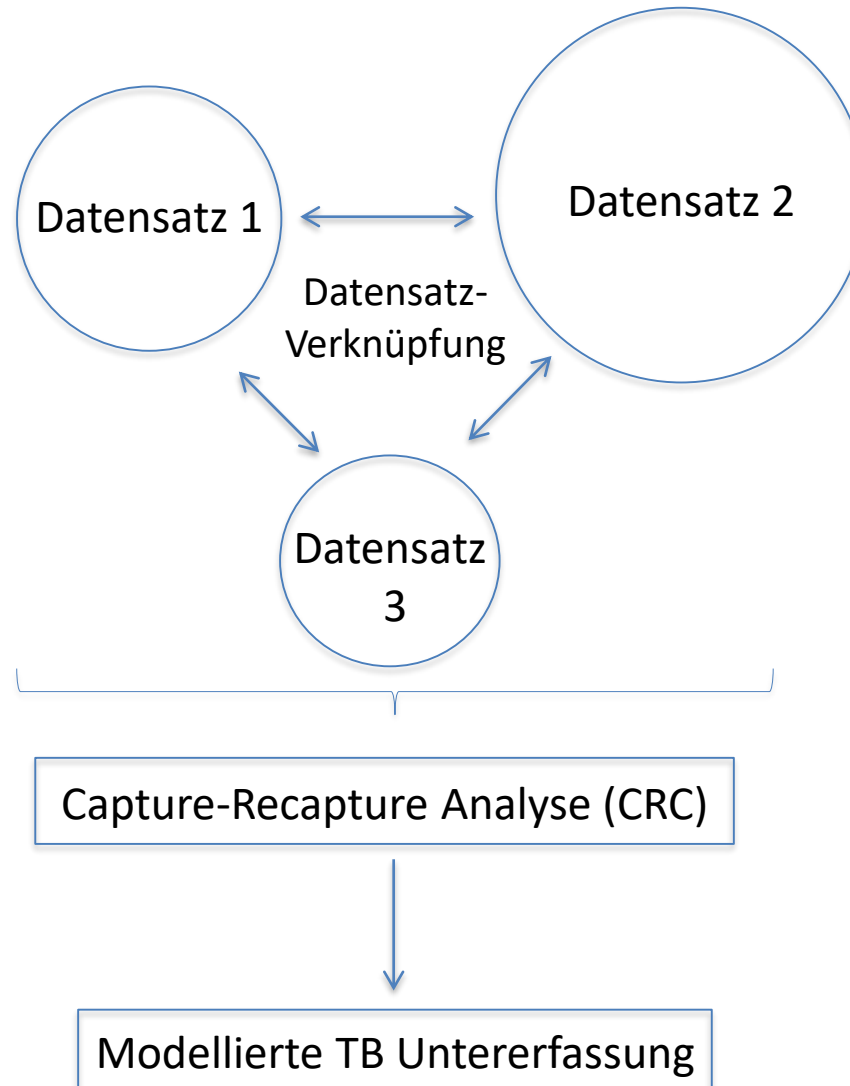 Datensatz 1
Datensatz 2
Datensatz-
Verknüpfung
Datensatz
3
Capture-Recapture Analyse (CRC)
Modellierte TB Untererfassung